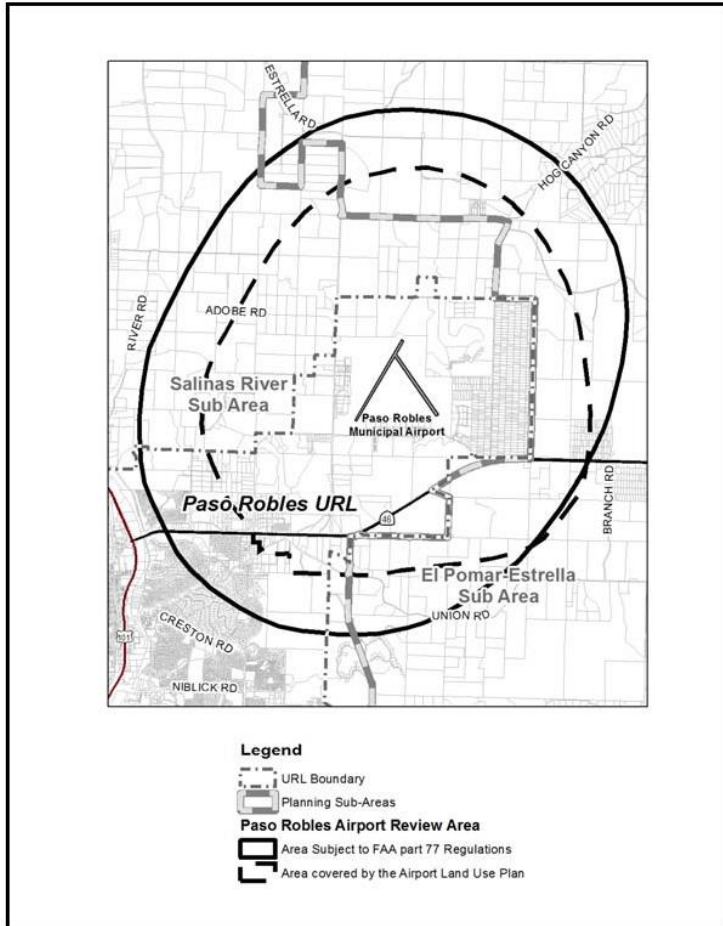 ESTRELLA RD
HOG CANYON RD
RIVER RD
ADOBE RD
Salinas River
Sub Area
Paso Robles
Municipal Airport
Paso Robles URL
46
BRANCH RD
El Pomar-Estrella
Sub Area
UNION RD
CRESTON RD
101
NIBLICK RD
Legend
URL Boundary
Planning Sub-Areas
Paso Robles Airport Review Area
Area Subject to FAA part 77 Regulations
Area covered by the Airport Land Use Plan